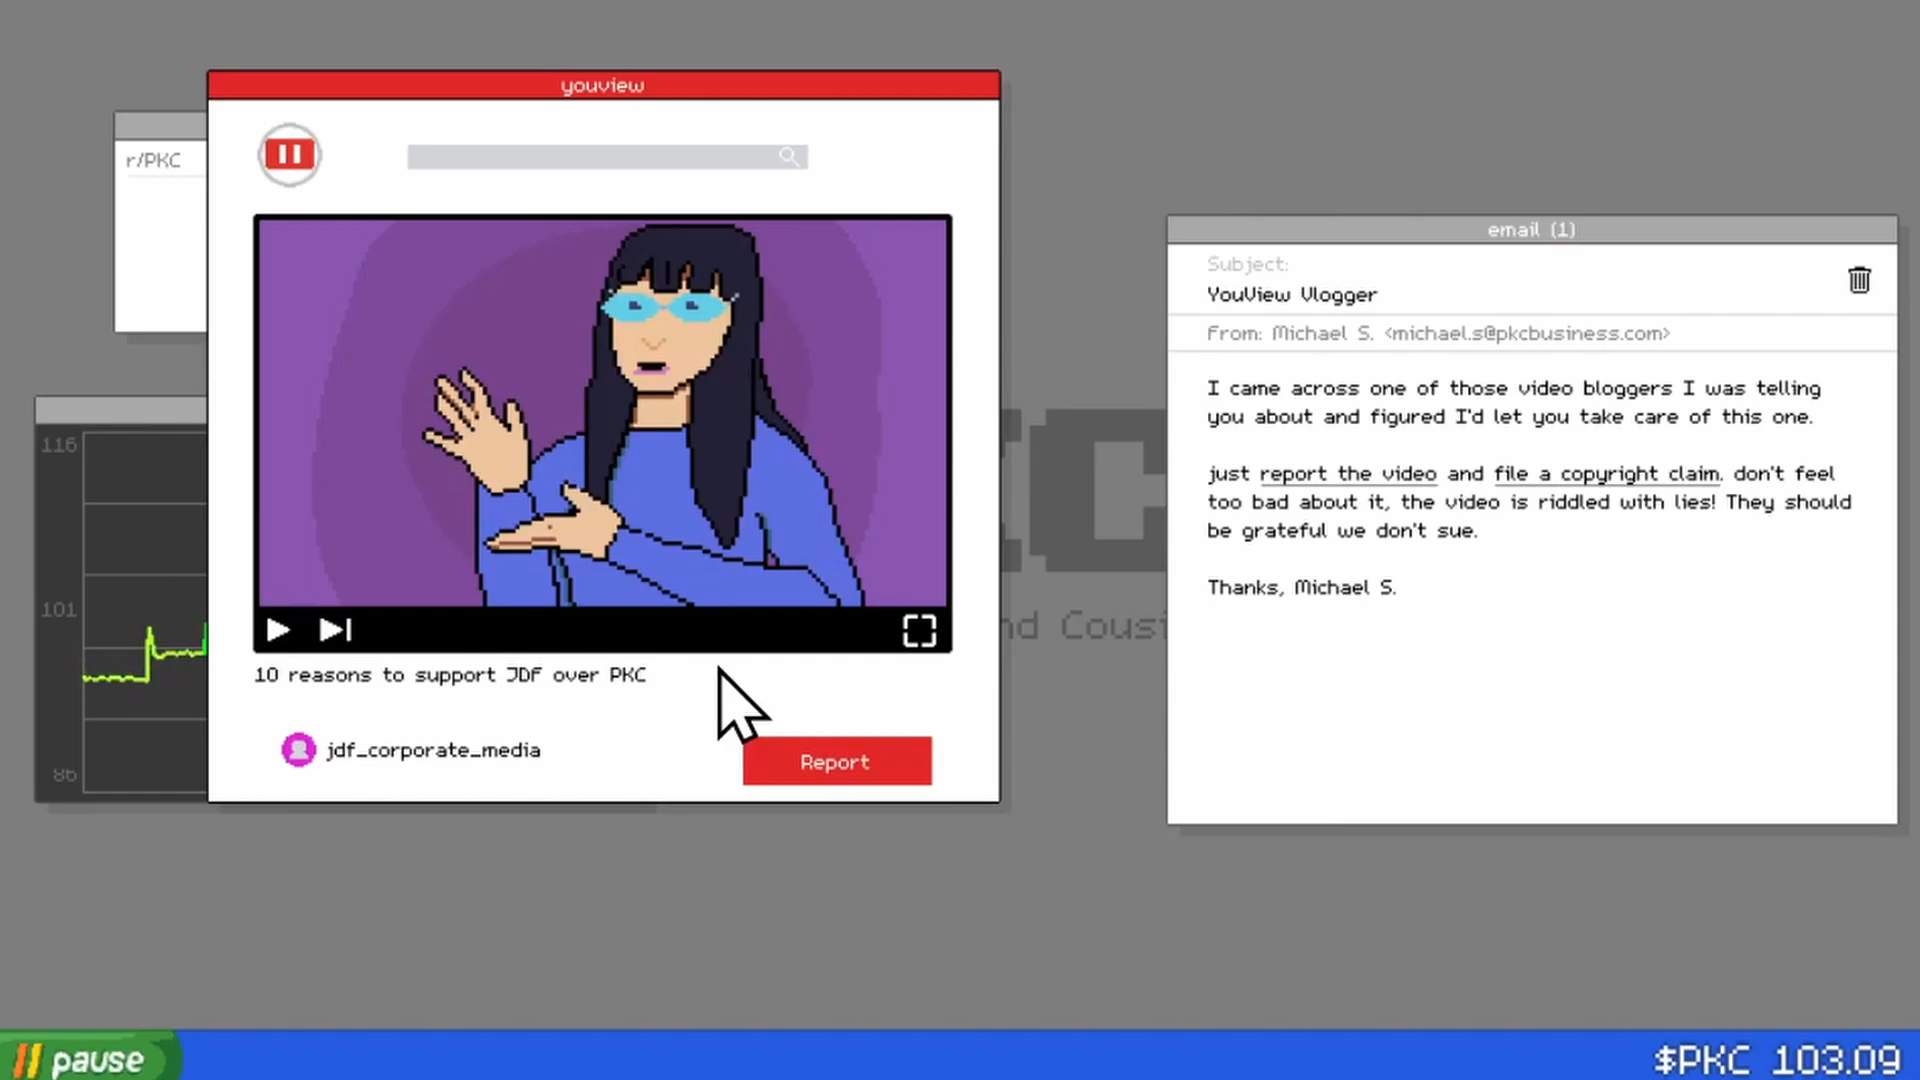 youview
r/PKC
10 reasons to support JDF over PKC
jdf_corporate_media
Report
116
101
86
email (1)
Subject:
YouView Vlogger
From: Michael S. <michael.s@pkcbusiness.com>
I came across one of those video bloggers I was telling
you about and figured I'd let you take care of this one.
just report the video and file a copyright claim. don't feel
too bad about it, the video is riddled with lies! They should
be grateful we don't sue.
Thanks, Michael S.
pause
$PKC 103.09